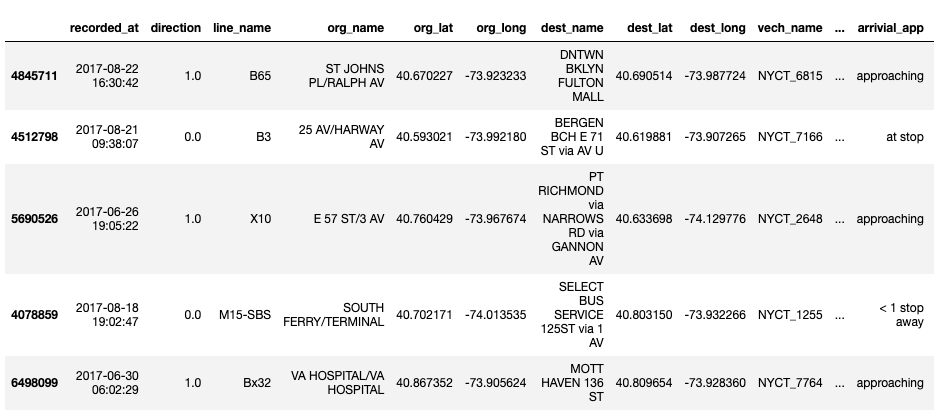 recorded_at direction line_name org_name org_lat org_long dest_name dest_lat dest_long vech_name ... arrivial_app
DNTWN
4845711 2017-08-22 1.0 B65 ST JOHNS 40.670227 -73.923233 BKLYN 40.690514 -73.987724 NYCT_6815 ... approaching
16:30:42 PL/RALPH AV FULTON
MALL
BERGEN
4512798 2017-08-21 0.0 B3 25 AV/HARWAY 40.593021 -73.992180 BCH E 71 40.619881 -73.907265 NYCT_7166 ... at stop
09:38:07 AV ST via AV U
PT
RICHMOND
via
5690526 2017-06-26 1.0 X10 E 57 ST/3 AV 40.760429 -73.967674 NARROWS 40.633698 -74.129776 NYCT_2648 ... approaching
19:05:22 RD via
GANNON
AV
SELECT
BUS
4078859 2017-08-18 0.0 M15-SBS SOUTH 40.702171 -74.013535 SERVICE 40.803150 -73.932266 NYCT_1255 ... < 1 stop
19:02:47 FERRY/TERMINAL 125ST via 1 away
AV
MOTT
6498099 2017-06-30 1.0 Bx32 VA HOSPITAL/VA 40.867352 -73.905624 HAVEN 136 40.809654 -73.928360 NYCT_7764 ... approaching
06:02:29 HOSPITAL ST